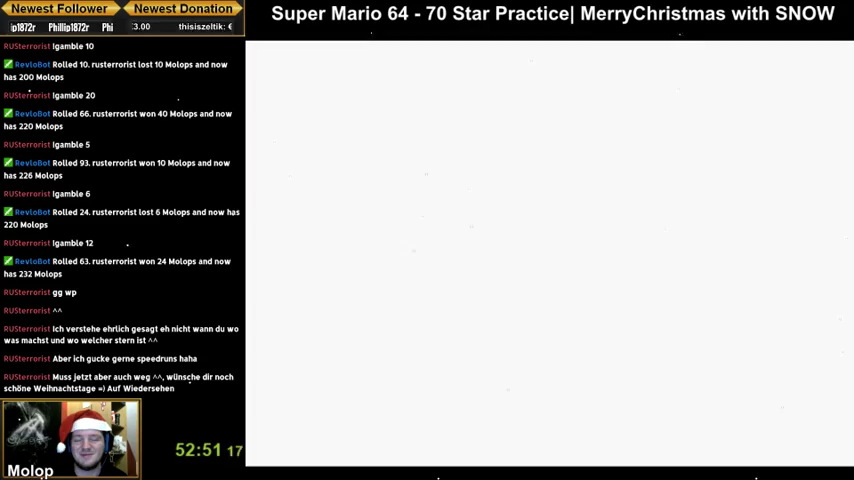 Newest Follower
Newest Donation
Super Mario 64 - 70 Star Practice| MerryChristmas with SNOW
ip1872r Phillip1872r Phi
3.00 thisiszeltik: €
RUSterrorist !gamble 10
RevloBot Rolled 10. rusterrorist lost 10 Molops and now
has 200 Molops
RUSterrorist !gamble 20
RevloBot Rolled 66. rusterrorist won 40 Molops and now
has 220 Molops
RUSterrorist !gamble 5
RevloBot Rolled 93. rusterrorist won 10 Molops and now
has 226 Molops
RUSterrorist !gamble 6
RevloBot Rolled 24. rusterrorist lost 6 Molops and now has
220 Molops
RUSterrorist !gamble 12
RevloBot Rolled 63. rusterrorist won 24 Molops and now
has 232 Molops
RUSterrorist gg wp
RUSterrorist ^^
RUSterrorist Ich verstehe ehrlich gesagt eh nicht wann du wo
was machst und wo welcher stern ist ^^
RUSterrorist Aber ich gucke gerne speedruns haha
RUSterrorist Muss jetzt aber auch weg ^^, wünsche dir noch
schöne Weihnachtstage =) Auf Wiedersehen
52:51 17
Molop